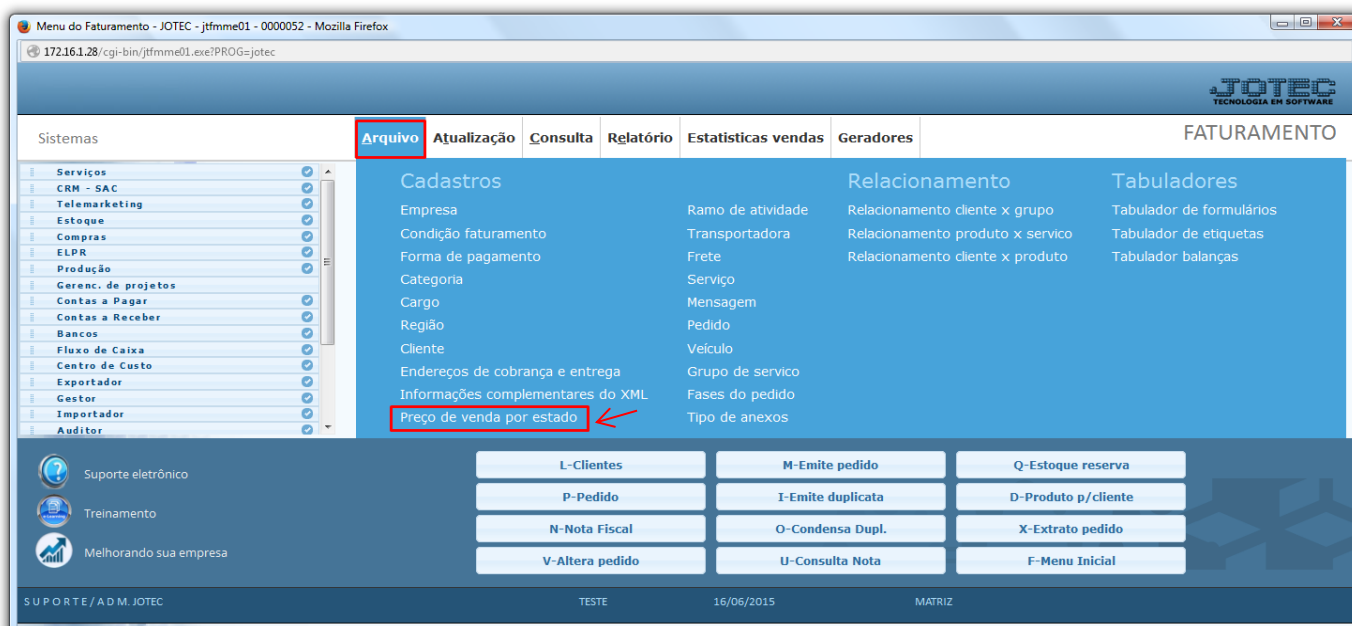 Menu do Faturamento - JOTEC - jtfmme01 - 0000052 - Mozilla Firefox
172.16.1.28/cgi-bin/jtfmme01.exe?PROG=jotec
JOTEC
TECNOLOGIA EM SOFTWARE
Sistemas
Arquivo Atualização Consulta Relatório Estatisticas vendas Geradores
FATURAMENTO
Serviços
CRM - SAC
Telemarketing
Estoque
Compras
ELPR
Produção
Gerenc. de projetos
Contas a Pagar
Contas a Receber
Bancos
Fluxo de Caixa
Centro de Custo
Exportador
Gestor
Importador
Auditor
Cadastros
Empresa
Condição faturamento
Forma de pagamento
Categoria
Cargo
Região
Cliente
Endereços de cobrança e entrega
Informações complementares do XML
Preço de venda por estado
Ramo de atividade
Transportadora
Frete
Serviço
Mensagem
Pedido
Veículo
Grupo de servico
Fases do pedido
Tipo de anexos
Relacionamento
Relacionamento cliente x grupo
Relacionamento produto x servico
Relacionamento cliente x produto
Tabuladores
Tabulador de formulários
Tabulador de etiquetas
Tabulador balanças
Suporte eletrônico
Treinamento
Melhorando sua empresa
L-Clientes M-Emite pedido Q-Estoque reserva
P-Pedido I-Emite duplicata D-Produto p/cliente
N-Nota Fiscal O-Condensa Dupl. X-Extrato pedido
V-Altera pedido U-Consulta Nota F-Menu Inicial
SUPORTE/ADM.JOTEC TESTE 16/06/2015 MATRIZ